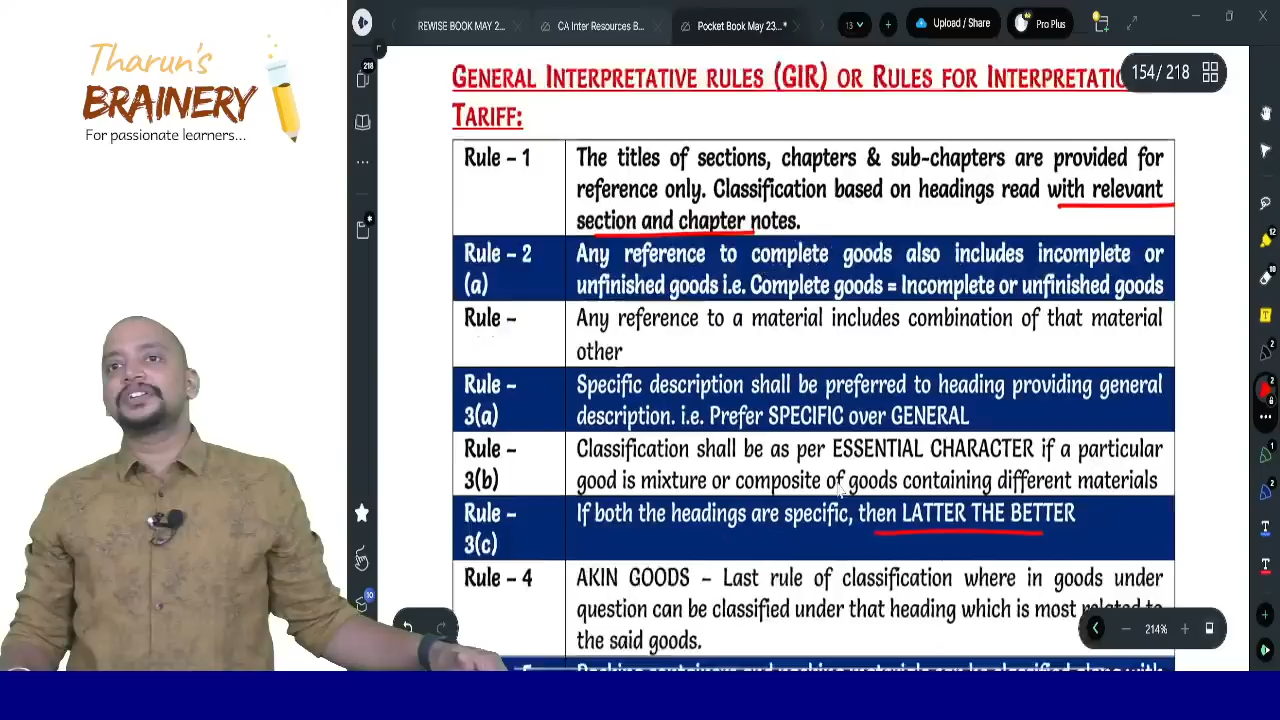 Tharun's
BRAINERY
For passionate learners...
REWISE BOOK MAY 2...
CA Inter Resources B...
Pocket Book May 23...*
13
Upload / Share
Pro Plus
218
154 / 218
GENERAL INTERPRETATIVE RULES (GIR) OR RULES FOR INTERPRETATIO
TARIFF:
Rule – 1
The titles of sections, chapters & sub-chapters are provided for
reference only. Classification based on headings read with relevant
section and chapter notes.
Rule – 2
(a)
Any reference to complete goods also includes incomplete or
unfinished goods i.e. Complete goods = Incomplete or unfinished goods
Rule –
Any reference to a material includes combination of that material
other
Rule –
3(a)
Specific description shall be preferred to heading providing general
description. i.e. Prefer SPECIFIC over GENERAL
Rule –
3(b)
Classification shall be as per ESSENTIAL CHARACTER if a particular
good is mixture or composite of goods containing different materials
Rule –
3(c)
If both the headings are specific, then LATTER THE BETTER
Rule – 4
AKIN GOODS – Last rule of classification where in goods under
question can be classified under that heading which is most related to
the said goods.
214%